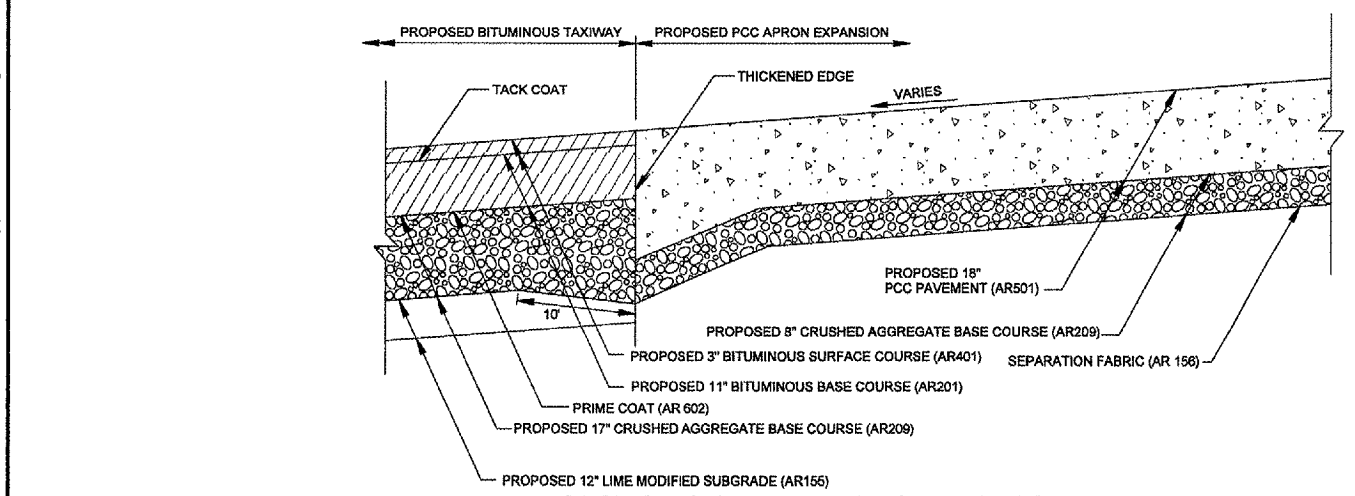 PROPOSED BITUMINOUS TAXIWAY
PROPOSED PCC APRON EXPANSION
THICKENED EDGE
TACK COAT
VARIES
PROPOSED 18"
PCC PAVEMENT (AR501)
10'
PROPOSED 8" CRUSHED AGGREGATE BASE COURSE (AR209)
PROPOSED 3" BITUMINOUS SURFACE COURSE (AR401)
SEPARATION FABRIC (AR 156)
PROPOSED 11" BITUMINOUS BASE COURSE (AR201)
PRIME COAT (AR 602)
PROPOSED 17" CRUSHED AGGREGATE BASE COURSE (AR209)
PROPOSED 12" LIME MODIFIED SUBGRADE (AR155)